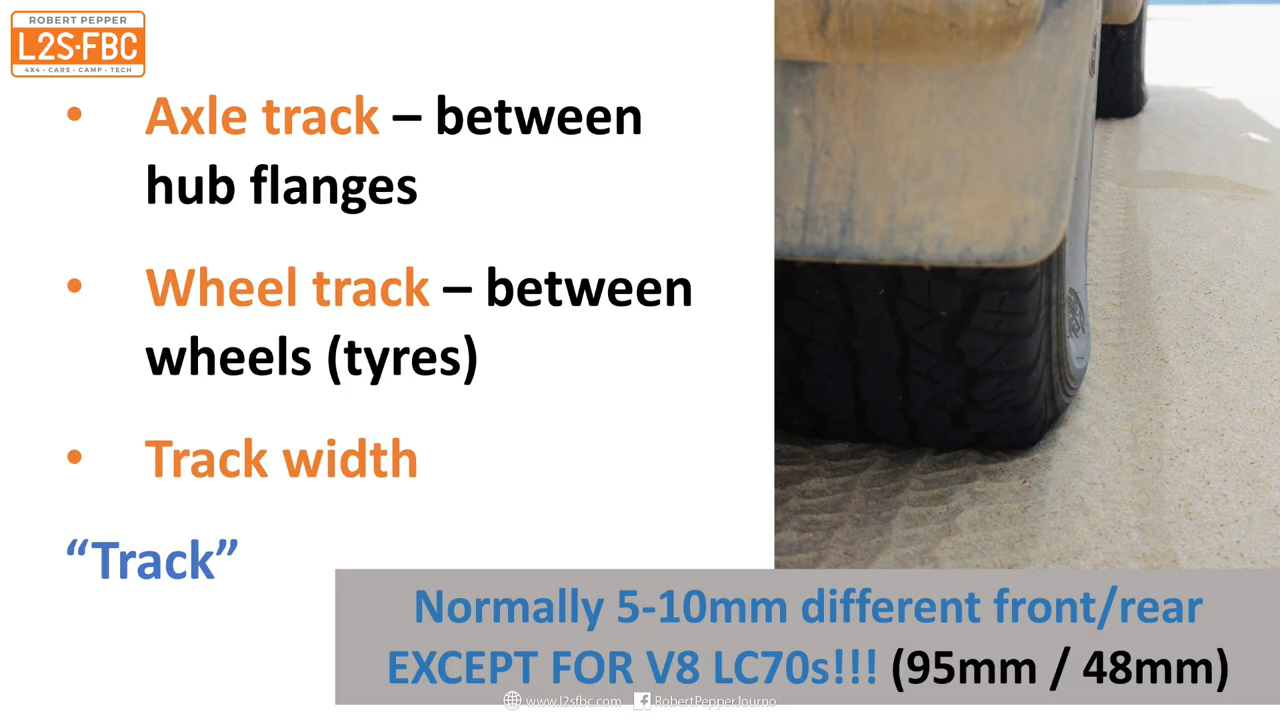 ROBERT PEPPER
L2S·FBC
4X4 • CARS • CAMP • TECH
• Axle track – between
hub flanges
• Wheel track – between
wheels (tyres)
• Track width
“Track”
Normally 5-10mm different front/rear
EXCEPT FOR V8 LC70s!!! (95mm / 48mm)
www.l2sfbc.com RobertPepperJourno